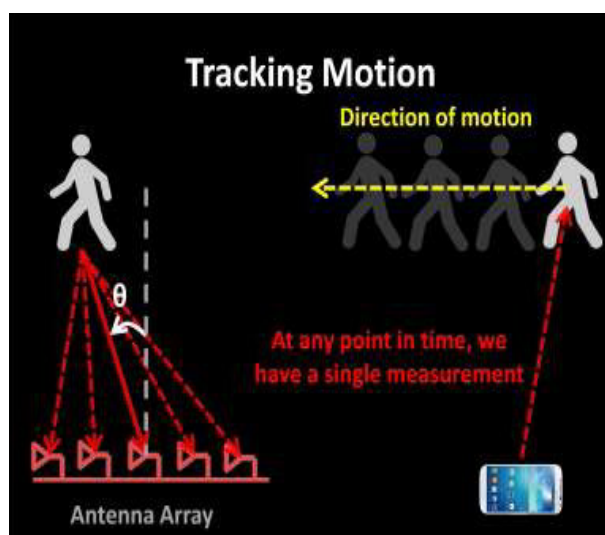 Tracking Motion
Direction of motion
θ
At any point in time, we
have a single measurement
Antenna Array